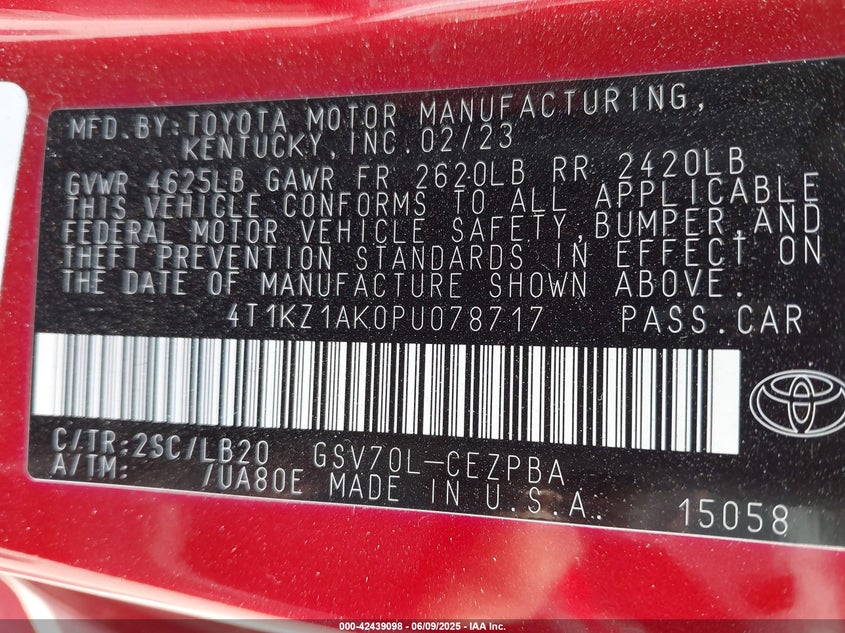 MFD. BY: TOYOTA MOTOR MANUFACTURING,
KENTUCKY, INC. 02/23
GVWR 4625LB GAWR FR 2620LB RR 2420LB
THIS VEHICLE CONFORMS TO ALL APPLICABLE
FEDERAL MOTOR VEHICLE SAFETY, BUMPER, AND
THEFT PREVENTION STANDARDS IN EFFECT ON
THE DATE OF MANUFACTURE SHOWN ABOVE.
4T1KZ1AK0PU078717 PASS. CAR
C/TR: 2SC/LB20 GSV70L-CEZPBA
A/TM: /UA80E MADE IN U.S.A. 15058
000-42439098 - 06/09/2025 - IAA Inc.